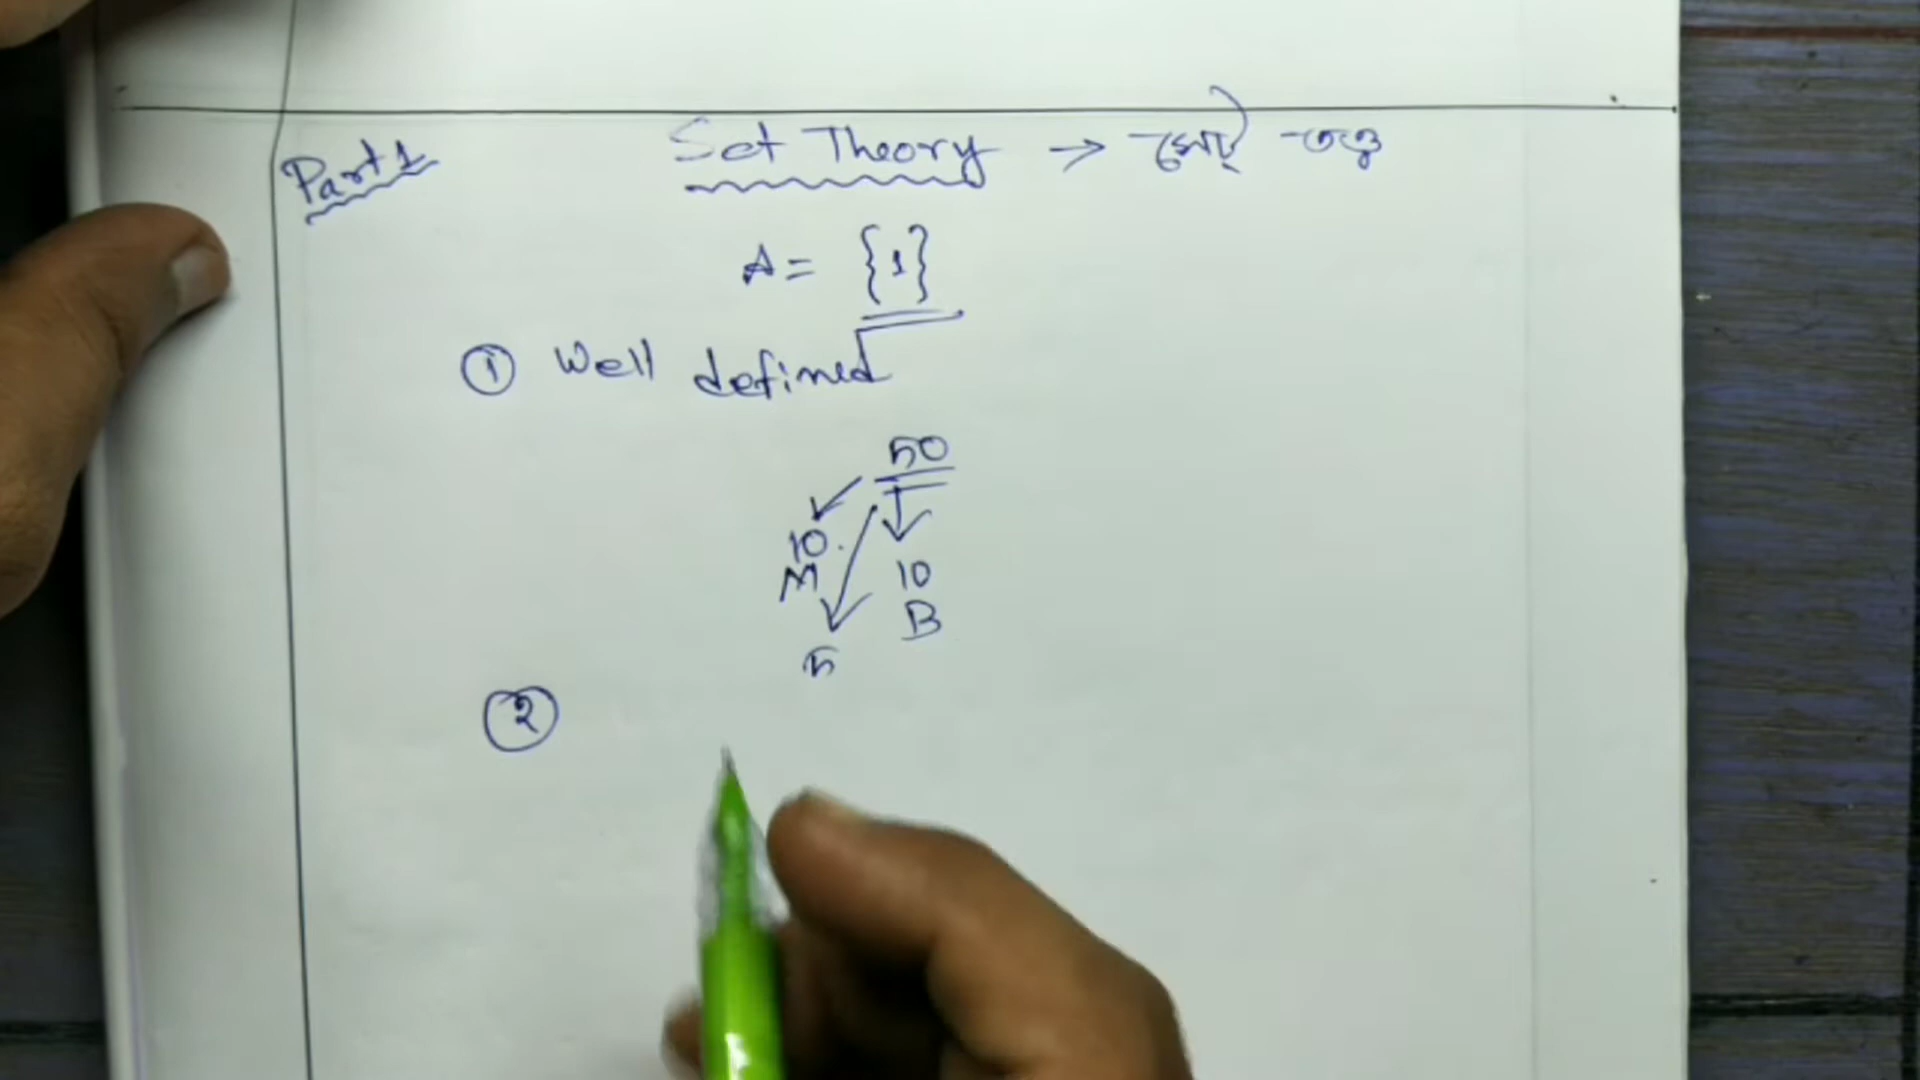 Part 1
Set Theory → সেট তত্ত্ব
A = {1}
① Well defined
50
10
M
10
B
5
②